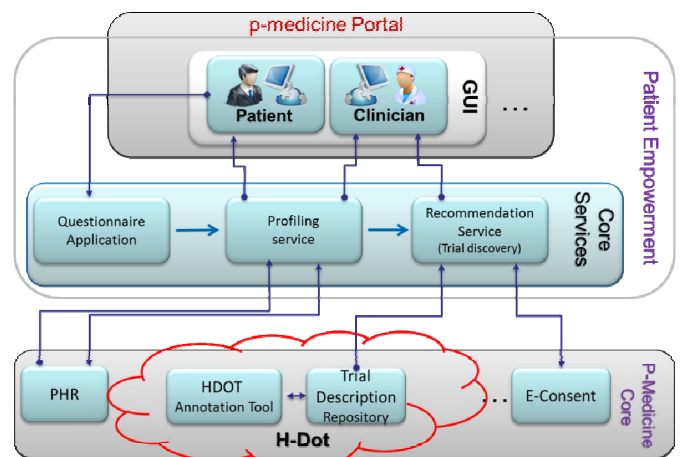 p-medicine Portal
Patient
Clinician
GUI
...
Patient Empowerment
Questionnaire
Application
Profiling
service
Recommendation
Service
(Trial discovery)
Core
Services
PHR
HDOT
Annotation Tool
Trial
Description
Repository
...
E-Consent
H-Dot
P-Medicine
Core